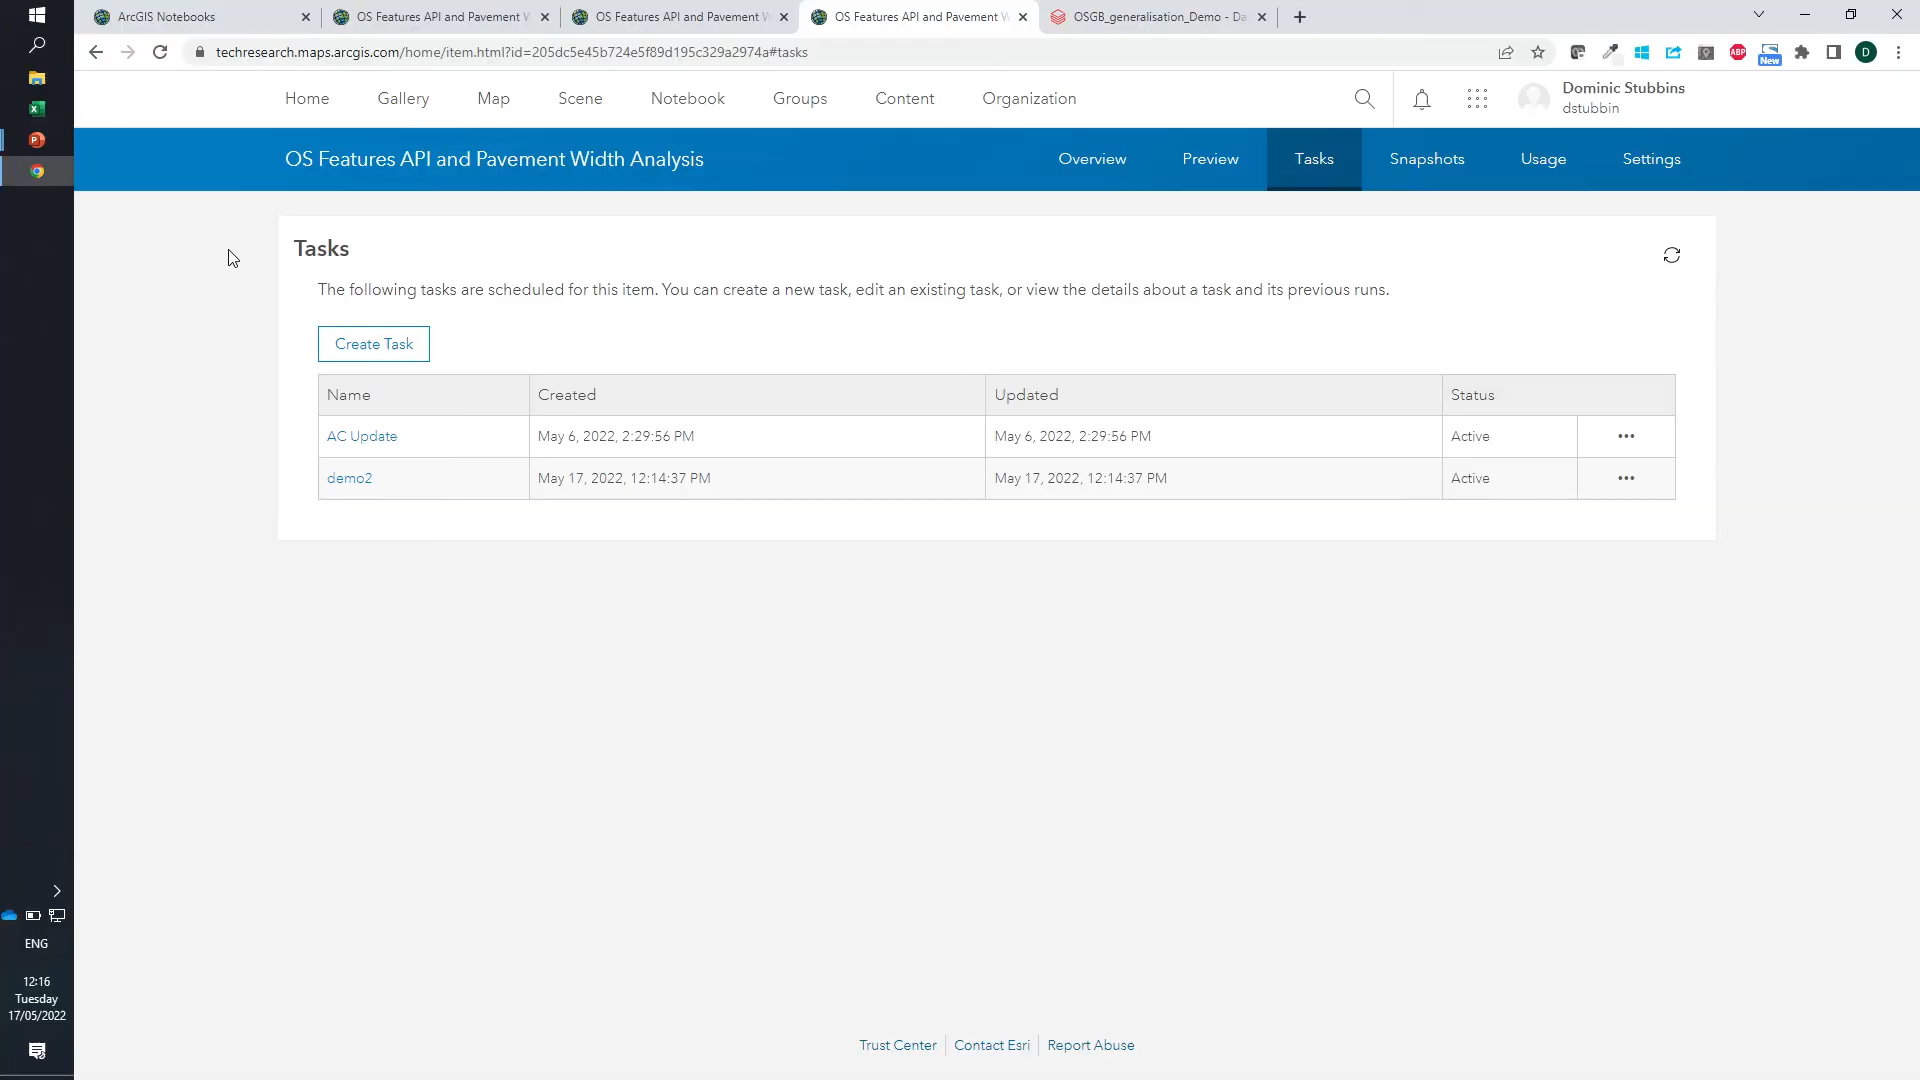 ArcGIS Notebooks
OS Features API and Pavement W
OS Features API and Pavement W
OS Features API and Pavement W
OSGB_generalisation_Demo - Da
techresearch.maps.arcgis.com/home/item.html?id=205dc5e45b724e5f89d195c329a2974a#tasks
ABP
New
D
Home
Gallery
Map
Scene
Notebook
Groups
Content
Organization
Dominic Stubbins
dstubbin
OS Features API and Pavement Width Analysis
Overview
Preview
Tasks
Snapshots
Usage
Settings
Tasks
The following tasks are scheduled for this item. You can create a new task, edit an existing task, or view the details about a task and its previous runs.
Create Task
Name Created Updated Status
AC Update May 6, 2022, 2:29:56 PM May 6, 2022, 2:29:56 PM Active
demo2 May 17, 2022, 12:14:37 PM May 17, 2022, 12:14:37 PM Active
ENG
12:16
Tuesday
17/05/2022
Trust Center
Contact Esri
Report Abuse